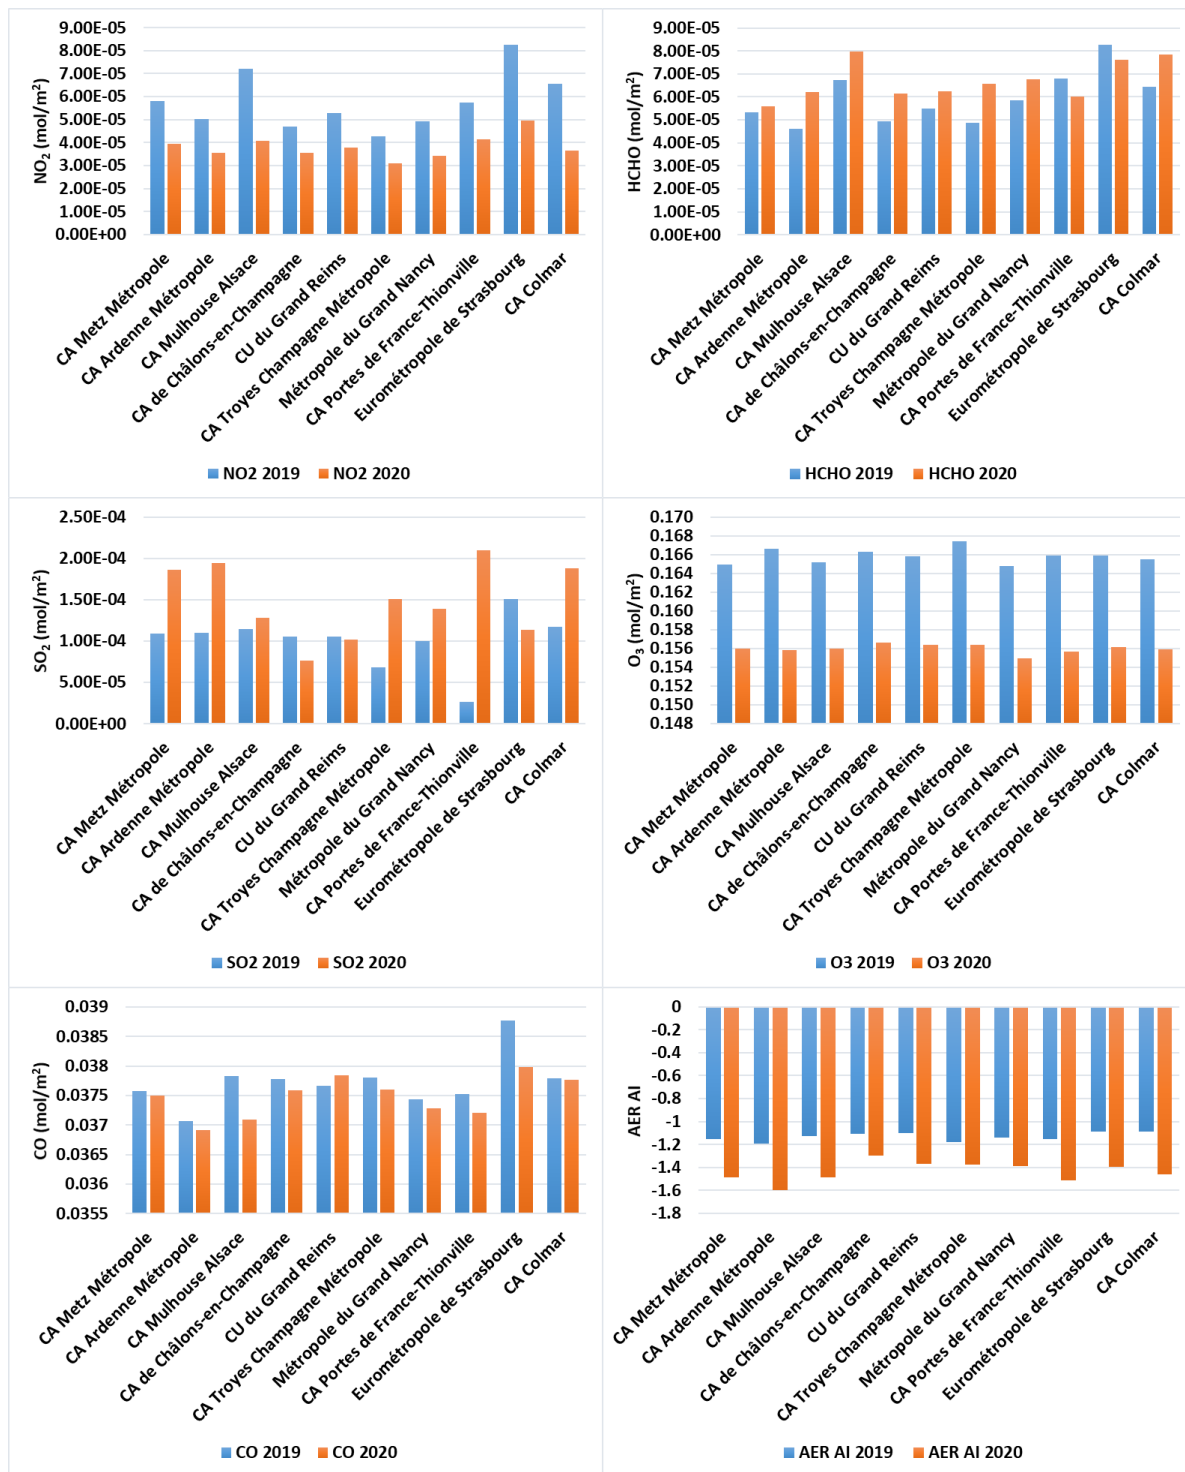 9.00E-05
8.00E-05
7.00E-05
6.00E-05
5.00E-05
4.00E-05
3.00E-05
2.00E-05
1.00E-05
0.00E+00
NO₂ (mol/m²)
CA Metz Métropole
CA Ardenne Métropole
CA Mulhouse Alsace
CA de Châlons-en-Champagne
CU du Grand Reims
CA Troyes Champagne Métropole
Métropole du Grand Nancy
CA Portes de France-Thionville
Eurométropole de Strasbourg
CA Colmar
NO2 2019 NO2 2020
9.00E-05
8.00E-05
7.00E-05
6.00E-05
5.00E-05
4.00E-05
3.00E-05
2.00E-05
1.00E-05
0.00E+00
HCHO (mol/m²)
CA Metz Métropole
CA Ardenne Métropole
CA Mulhouse Alsace
CA de Châlons-en-Champagne
CU du Grand Reims
CA Troyes Champagne Métropole
Métropole du Grand Nancy
CA Portes de France-Thionville
Eurométropole de Strasbourg
CA Colmar
HCHO 2019 HCHO 2020
2.50E-04
2.00E-04
1.50E-04
1.00E-04
5.00E-05
0.00E+00
SO₂ (mol/m²)
CA Metz Métropole
CA Ardenne Métropole
CA Mulhouse Alsace
CA de Châlons-en-Champagne
CU du Grand Reims
CA Troyes Champagne Métropole
Métropole du Grand Nancy
CA Portes de France-Thionville
Eurométropole de Strasbourg
CA Colmar
SO2 2019 SO2 2020
0.170
0.168
0.166
0.164
0.162
0.160
0.158
0.156
0.154
0.152
0.150
0.148
O₃ (mol/m²)
CA Metz Métropole
CA Ardenne Métropole
CA Mulhouse Alsace
CA de Châlons-en-Champagne
CU du Grand Reims
CA Troyes Champagne Métropole
Métropole du Grand Nancy
CA Portes de France-Thionville
Eurométropole de Strasbourg
CA Colmar
O3 2019 O3 2020
0.039
0.0385
0.038
0.0375
0.037
0.0365
0.036
0.0355
CO (mol/m²)
CA Metz Métropole
CA Ardenne Métropole
CA Mulhouse Alsace
CA de Châlons-en-Champagne
CU du Grand Reims
CA Troyes Champagne Métropole
Métropole du Grand Nancy
CA Portes de France-Thionville
Eurométropole de Strasbourg
CA Colmar
CO 2019 CO 2020
0
-0.2
-0.4
-0.6
-0.8
-1
-1.2
-1.4
-1.6
-1.8
AER AI
CA Metz Métropole
CA Ardenne Métropole
CA Mulhouse Alsace
CA de Châlons-en-Champagne
CU du Grand Reims
CA Troyes Champagne Métropole
Métropole du Grand Nancy
CA Portes de France-Thionville
Eurométropole de Strasbourg
CA Colmar
AER AI 2019 AER AI 2020